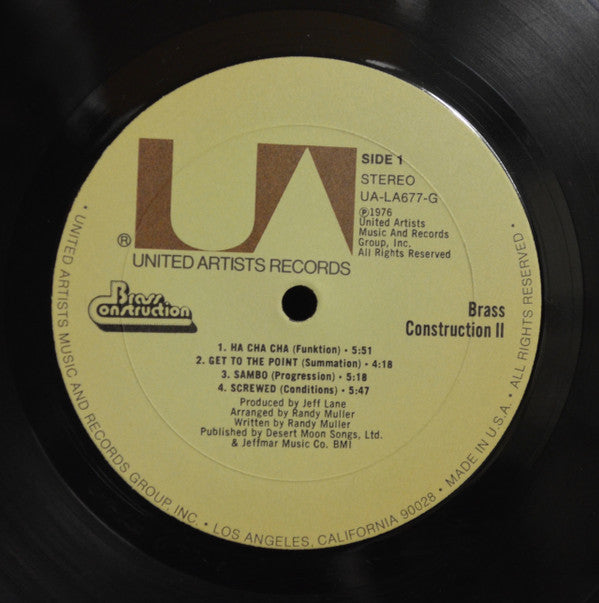 UA
®
UNITED ARTISTS RECORDS
SIDE 1
STEREO
UA-LA677-G
℗1976
United Artists
Music And Records
Group, Inc.
All Rights Reserved
Brass
Construction
Brass
Construction II
1. HA CHA CHA (Funktion) • 5:51
2. GET TO THE POINT (Summation) • 4:18
3. SAMBO (Progression) • 5:18
4. SCREWED (Conditions) • 5:47
Produced by Jeff Lane
Arranged by Randy Muller
Written by Randy Muller
Published by Desert Moon Songs, Ltd.
& Jeffmar Music Co. BMI
• UNITED ARTISTS MUSIC AND RECORDS GROUP, INC. • LOS ANGELES, CALIFORNIA 90028 • MADE IN U.S.A. • ALL RIGHTS RESERVED •